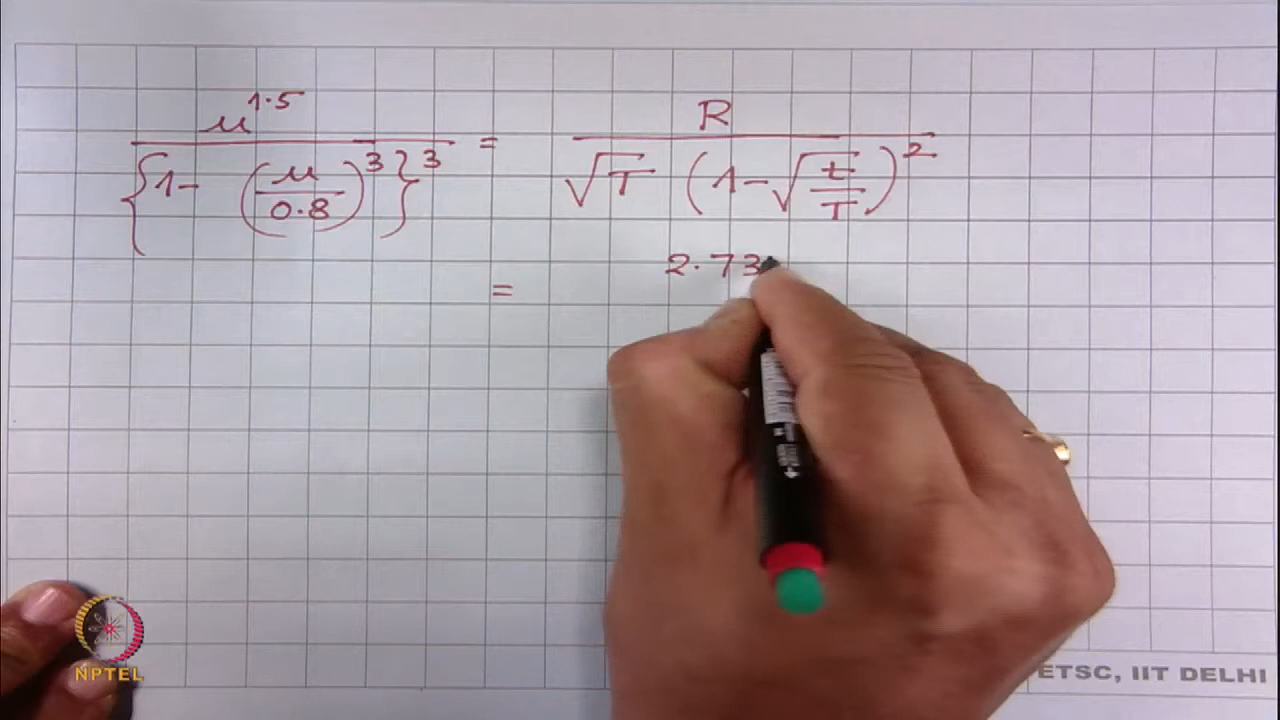 μ^1.5 / {1 - (μ / 0.8)^3}^3 = R / √T (1 - √(t / T))^2
= 2.73
NPTEL
ETSC, IIT DELHI